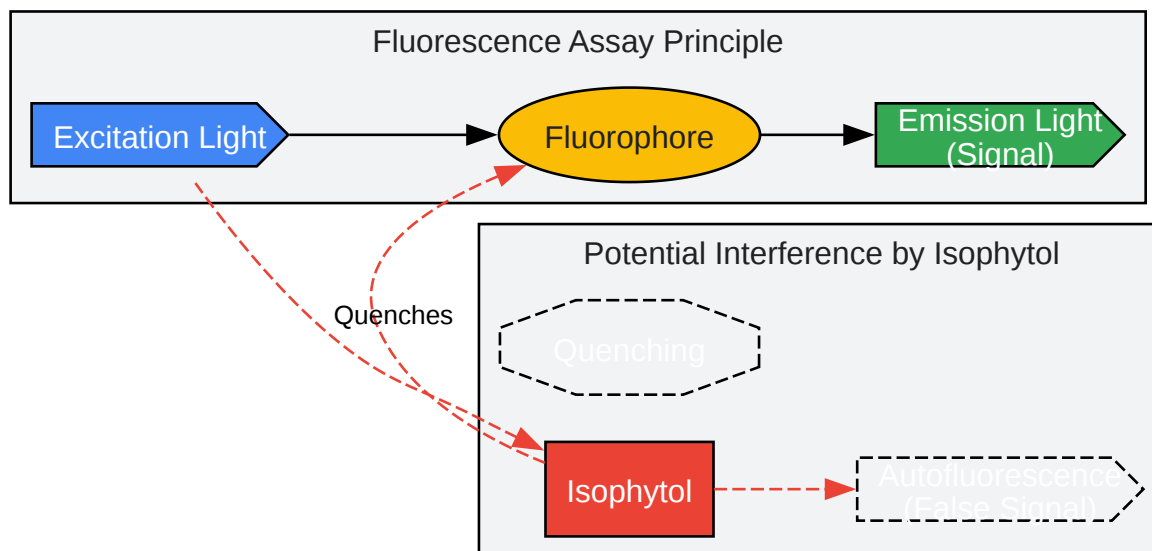 Fluorescence Assay Principle
Excitation Light
Fluorophore
Emission Light
(Signal)
Potential Interference by Isophytol
Quenches
Quenching
Isophytol
Autofluorescence
(False Signal)